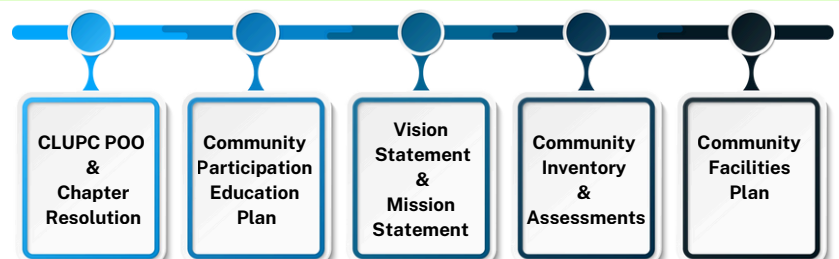 CLUPC POO
&
Chapter
Resolution
Community
Participation
Education
Plan
Vision
Statement
&
Mission
Statement
Community
Inventory
&
Assessments
Community
Facilities
Plan